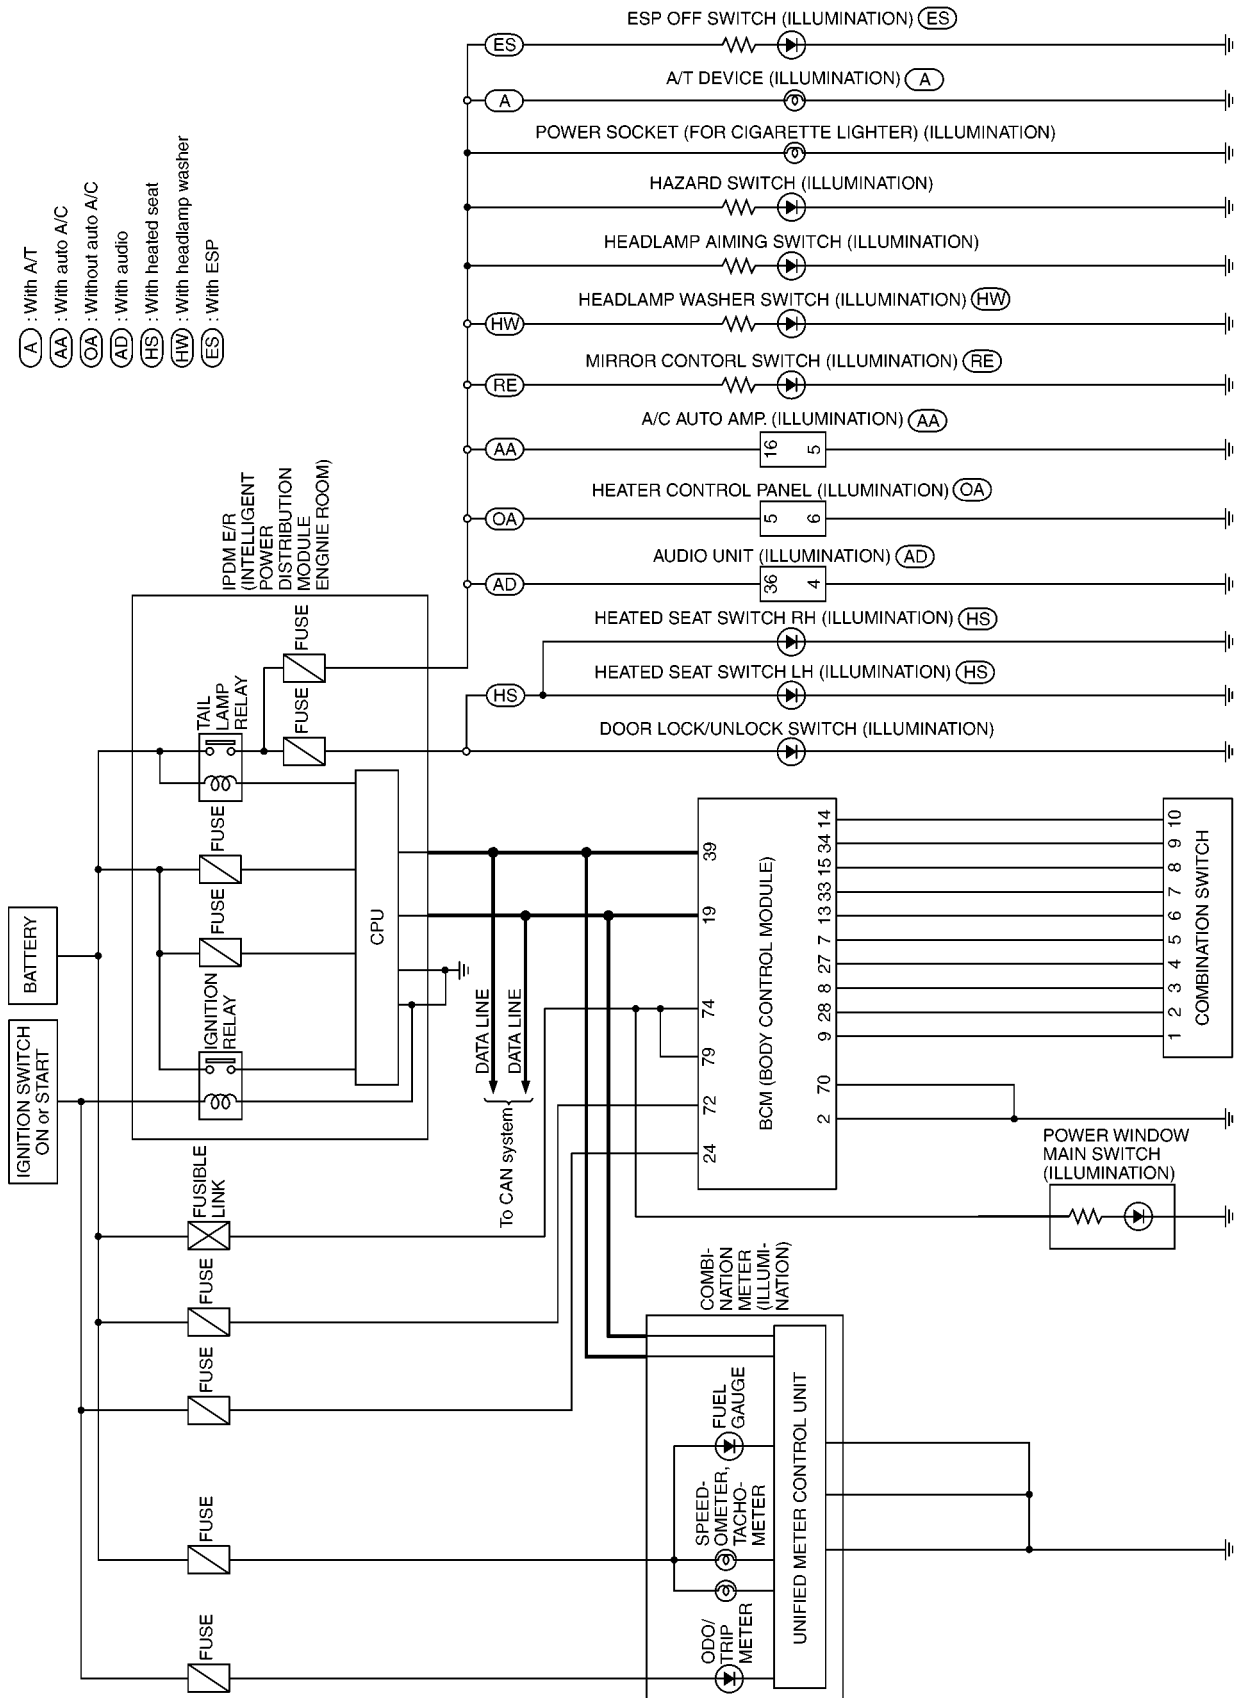 ESP OFF SWITCH (ILLUMINATION) ES
ES
A/T DEVICE (ILLUMINATION) A
A
POWER SOCKET (FOR CIGARETTE LIGHTER) (ILLUMINATION)
HAZARD SWITCH (ILLUMINATION)
HEADLAMP AIMING SWITCH (ILLUMINATION)
HEADLAMP WASHER SWITCH (ILLUMINATION) HW
HW
MIRROR CONTORL SWITCH (ILLUMINATION) RE
RE
A/C AUTO AMP. (ILLUMINATION) AA
AA
16 5
HEATER CONTROL PANEL (ILLUMINATION) OA
OA
5 6
AUDIO UNIT (ILLUMINATION) AD
AD
36 4
HEATED SEAT SWITCH RH (ILLUMINATION) HS
HEATED SEAT SWITCH LH (ILLUMINATION) HS
HS
DOOR LOCK/UNLOCK SWITCH (ILLUMINATION)
A : With A/T
AA : With auto A/C
OA : Without auto A/C
AD : With audio
HS : With heated seat
HW : With headlamp washer
ES : With ESP
IPDM E/R
(INTELLIGENT
POWER
DISTRIBUTION
MODULE
ENGNIE ROOM)
FUSE
FUSE
TAIL
LAMP
RELAY
FUSE
FUSE
IGNITION
RELAY
CPU
BATTERY
IGNITION SWITCH
ON or START
DATA LINE
DATA LINE
To CAN system
39
19
74
79
72
24
BCM (BODY CONTROL MODULE)
14
34
15
33
13
7
27
8
28
9
70
2
10
9
8
7
6
5
4
3
2
1
COMBINATION SWITCH
POWER WINDOW
MAIN SWITCH
(ILLUMINATION)
FUSIBLE
LINK
FUSE
FUSE
FUSE
FUSE
COMBI-
NATION
METER
(ILLUMI-
NATION)
FUEL
GAUGE
SPEED-
OMETER,
TACHO-
METER
ODO/
TRIP
METER
UNIFIED METER CONTROL UNIT